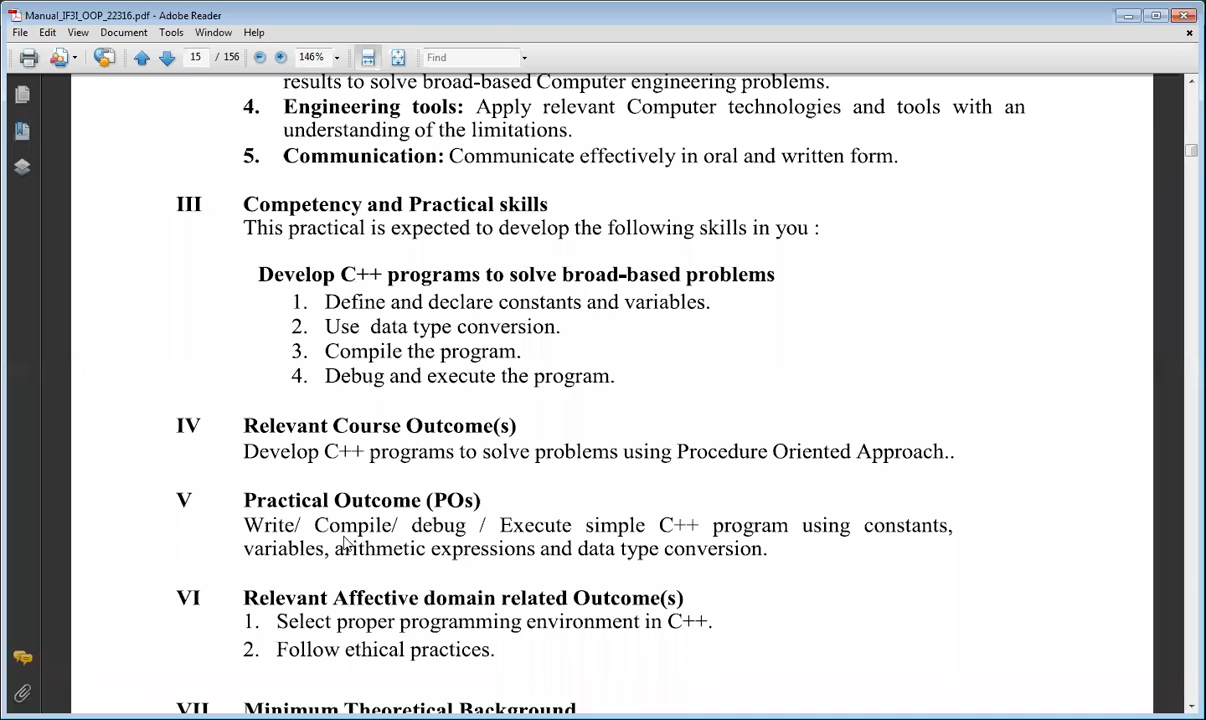 Manual_IF3I_OOP_22316.pdf - Adobe Reader
File Edit View Document Tools Window Help
15 / 156 146% Find
results to solve broad-based Computer engineering problems.
4. Engineering tools: Apply relevant Computer technologies and tools with an
understanding of the limitations.
5. Communication: Communicate effectively in oral and written form.
III Competency and Practical skills
This practical is expected to develop the following skills in you :
Develop C++ programs to solve broad-based problems
1. Define and declare constants and variables.
2. Use data type conversion.
3. Compile the program.
4. Debug and execute the program.
IV Relevant Course Outcome(s)
Develop C++ programs to solve problems using Procedure Oriented Approach..
V Practical Outcome (POs)
Write/ Compile/ debug / Execute simple C++ program using constants,
variables, arithmetic expressions and data type conversion.
VI Relevant Affective domain related Outcome(s)
1. Select proper programming environment in C++.
2. Follow ethical practices.
VII Minimum Theoretical Background